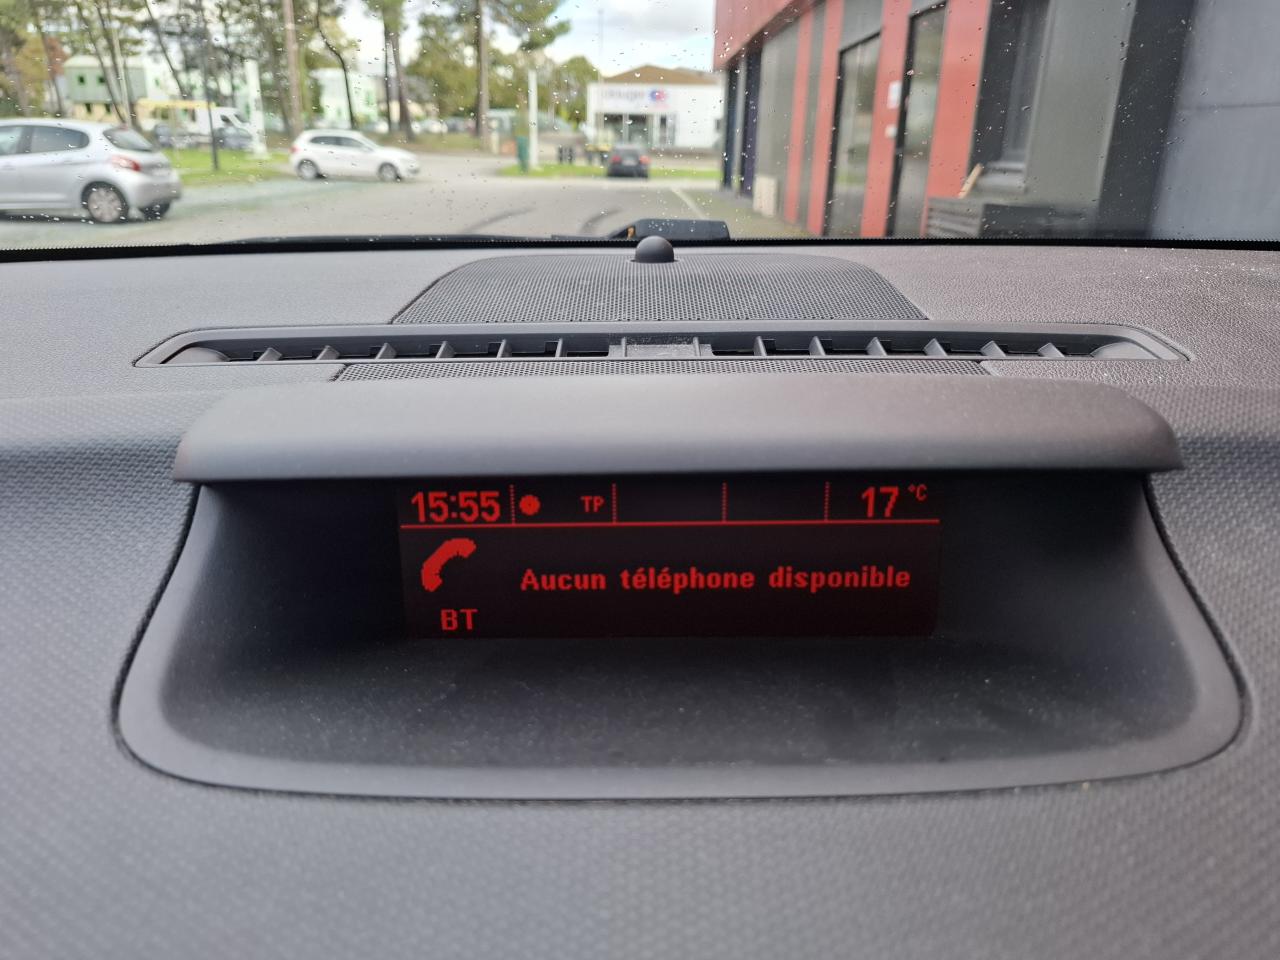 15:55 TP 17 °C
Aucun téléphone disponible
BT